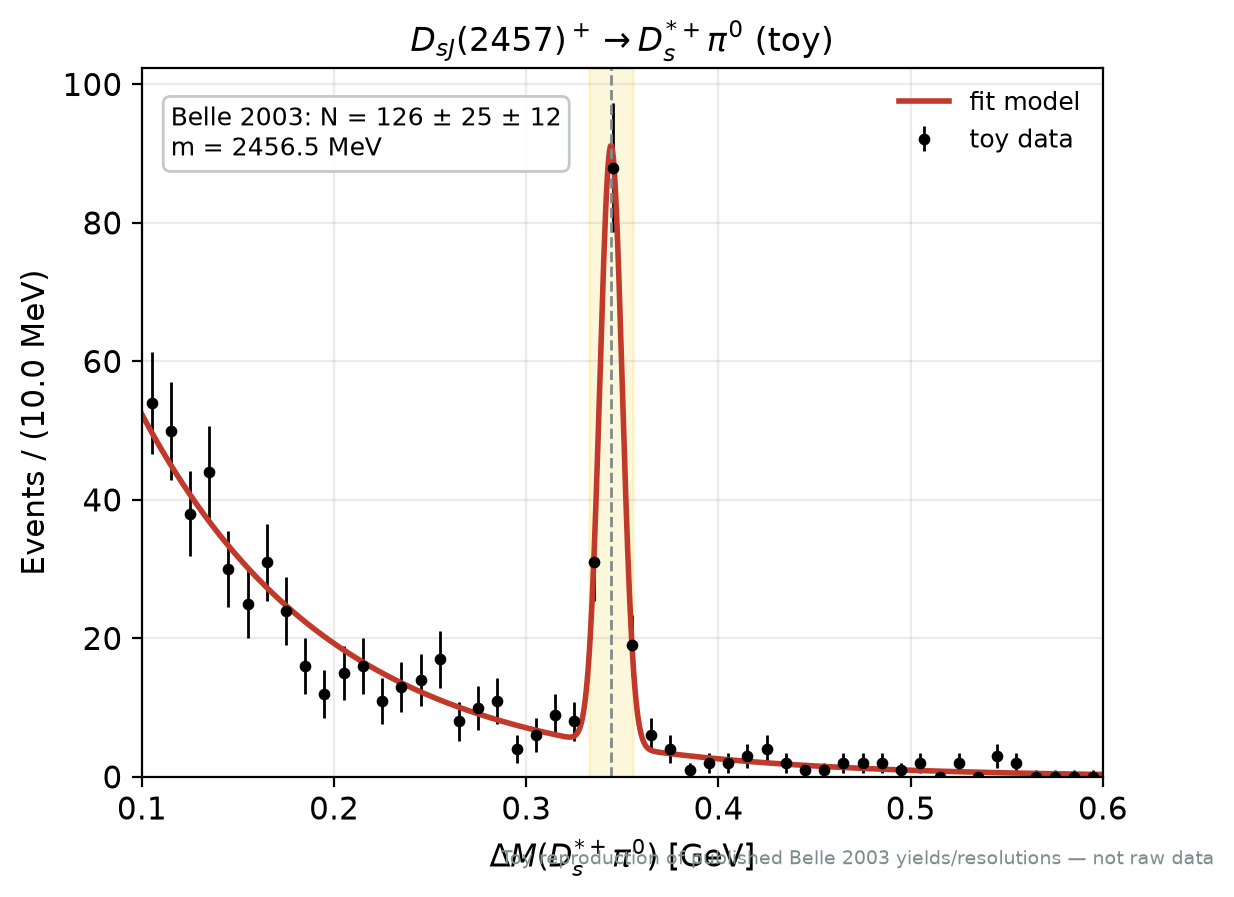 D_{sJ}(2457)^+ → D_s^{*+} π^0 (toy)
Belle 2003: N = 126 ± 25 ± 12
m = 2456.5 MeV
fit model
toy data
Events / (10.0 MeV)
100
80
60
40
20
0
0.1 0.2 0.3 0.4 0.5 0.6
ΔM(D_s^{*+} π^0) [GeV]
Toy reproduction of published Belle 2003 yields/resolutions — not raw data